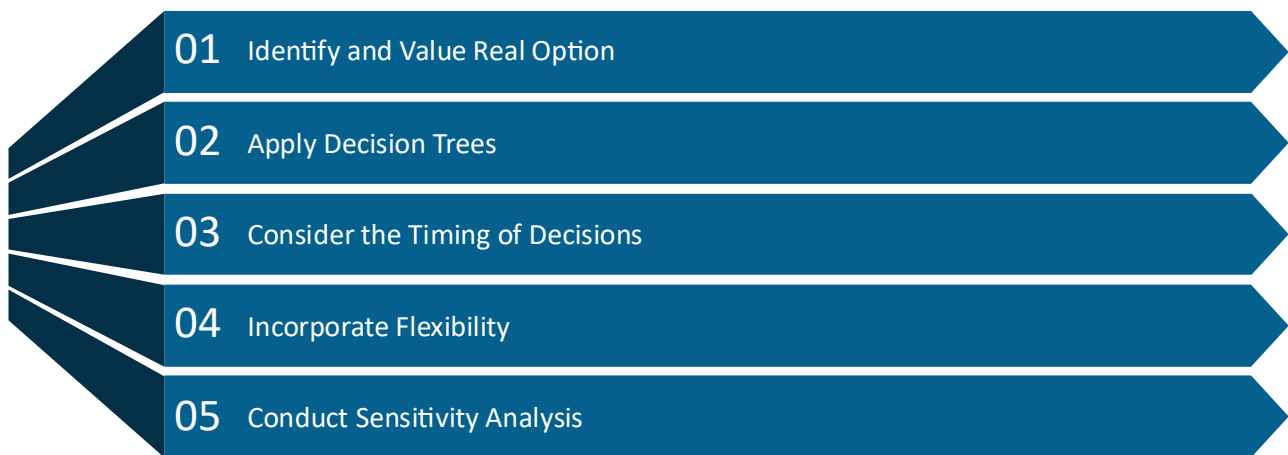 01 Identify and Value Real Option
02 Apply Decision Trees
03 Consider the Timing of Decisions
04 Incorporate Flexibility
05 Conduct Sensitivity Analysis